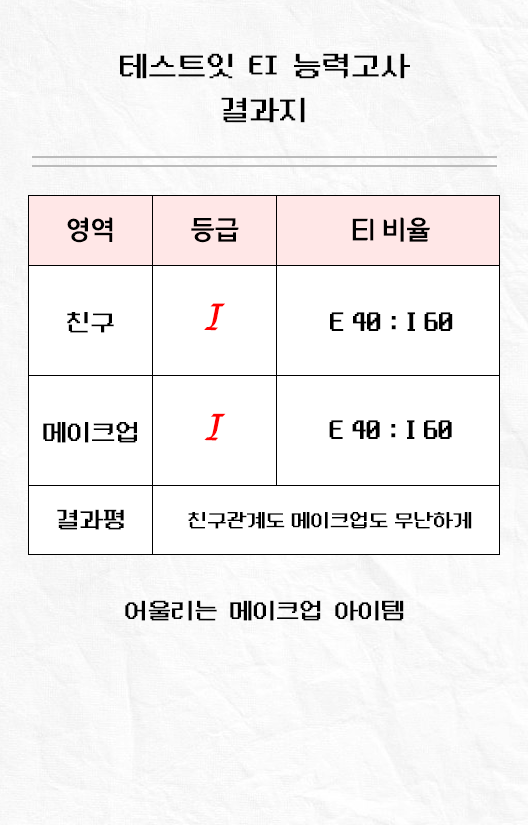 테스트잇 EI 능력고사
결과지
영역 등급 EI 비율
친구 I E 40 : I 60
메이크업 I E 40 : I 60
결과평 친구관계도 메이크업도 무난하게
어울리는 메이크업 아이템